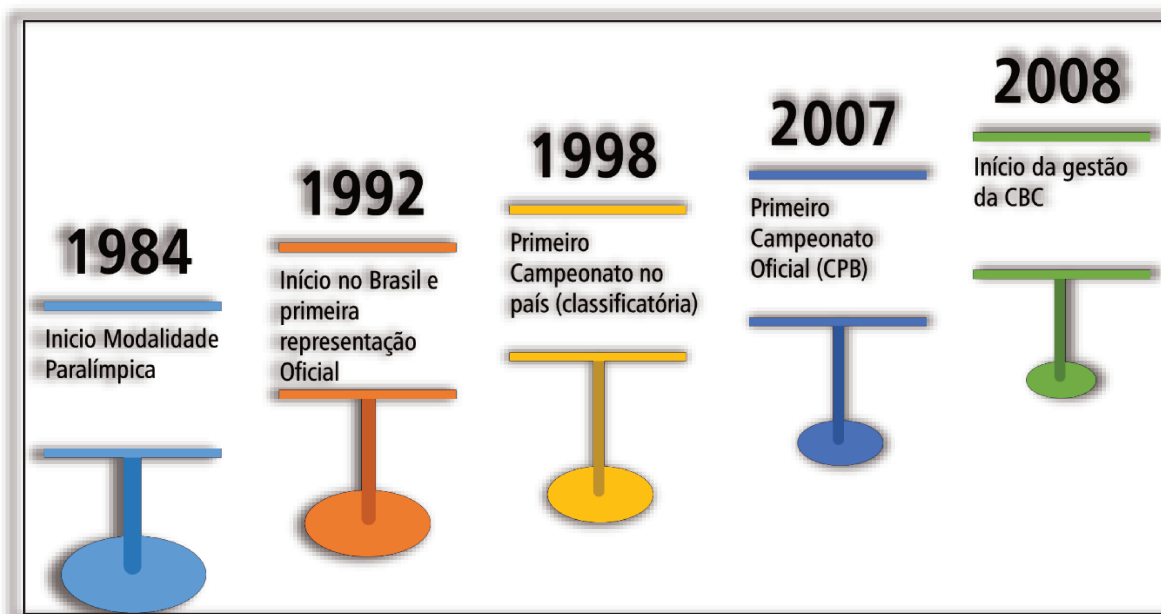 1984
Inicio Modalidade
Paralímpica
1992
Início no Brasil e
primeira
representação
Oficial
1998
Primeiro
Campeonato no
país (classificatória)
2007
Primeiro
Campeonato
Oficial (CPB)
2008
Início da gestão
da CBC